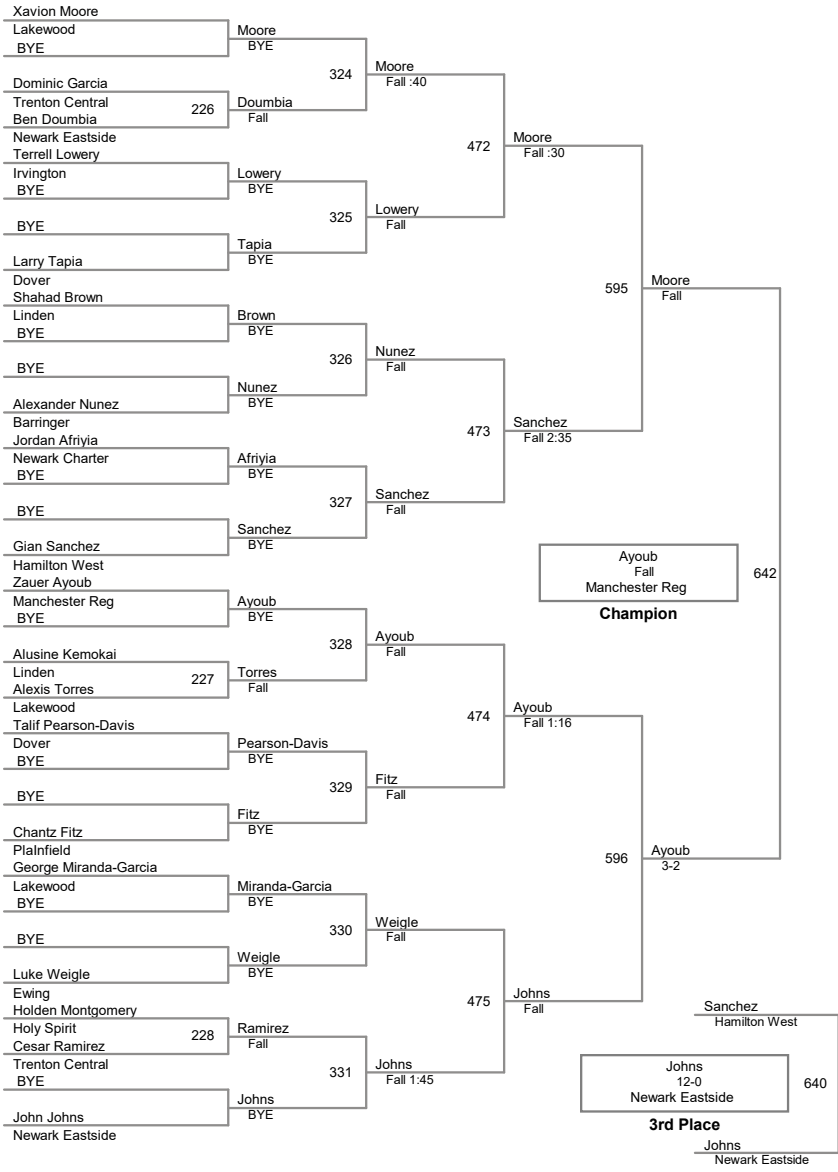 Xavion Moore
Lakewood
BYE
Dominic Garcia
Trenton Central
Ben Doumbia
Newark Eastside
Terrell Lowery
Irvington
BYE
BYE
Larry Tapia
Dover
Shahad Brown
Linden
BYE
BYE
Alexander Nunez
Barringer
Jordan Afriyia
Newark Charter
BYE
BYE
Gian Sanchez
Hamilton West
Zauer Ayoub
Manchester Reg
BYE
Alusine Kemokai
Linden
Alexis Torres
Lakewood
Talif Pearson-Davis
Dover
BYE
BYE
Chantz Fitz
Plalnfield
George Miranda-Garcia
Lakewood
BYE
BYE
Luke Weigle
Ewing
Holden Montgomery
Holy Spirit
Cesar Ramirez
Trenton Central
BYE
John Johns
Newark Eastside
226
227
228
Moore
BYE
Doumbia
Fall
Lowery
BYE
Tapia
BYE
Brown
BYE
Nunez
BYE
Afriyia
BYE
Sanchez
BYE
Ayoub
BYE
Torres
Fall
Pearson-Davis
BYE
Fitz
BYE
Miranda-Garcia
BYE
Weigle
BYE
Ramirez
Fall
Johns
BYE
324
325
326
327
328
329
330
331
Moore
Fall :40
Lowery
Fall
Nunez
Fall
Sanchez
Fall
Ayoub
Fall
Fitz
Fall
Weigle
Fall
Johns
Fall 1:45
472
473
474
475
Moore
Fall :30
Sanchez
Fall 2:35
Ayoub
Fall 1:16
Johns
Fall
595
596
Moore
Fall
Ayoub
3-2
642
Ayoub
Fall
Manchester Reg
Champion
Sanchez
Hamilton West
Johns
12-0
Newark Eastside
640
3rd Place
Johns
Newark Eastside